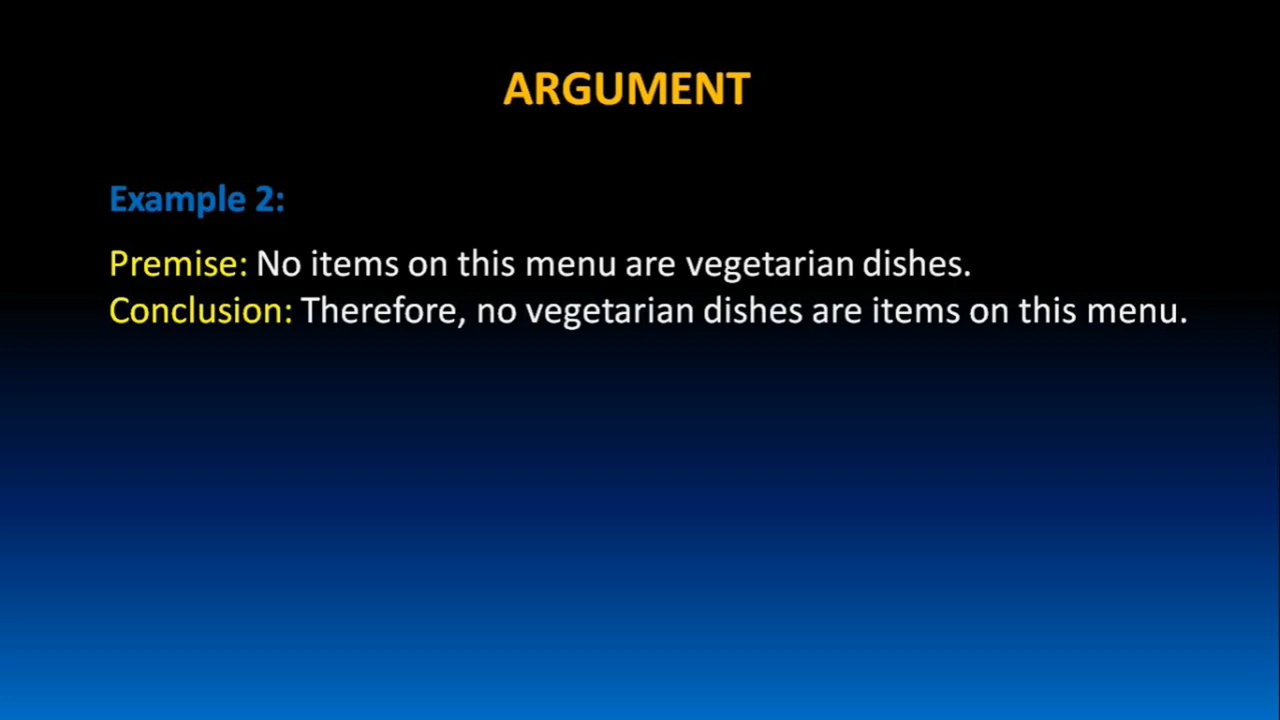 ARGUMENT
Example 2:
Premise: No items on this menu are vegetarian dishes.
Conclusion: Therefore, no vegetarian dishes are items on this menu.